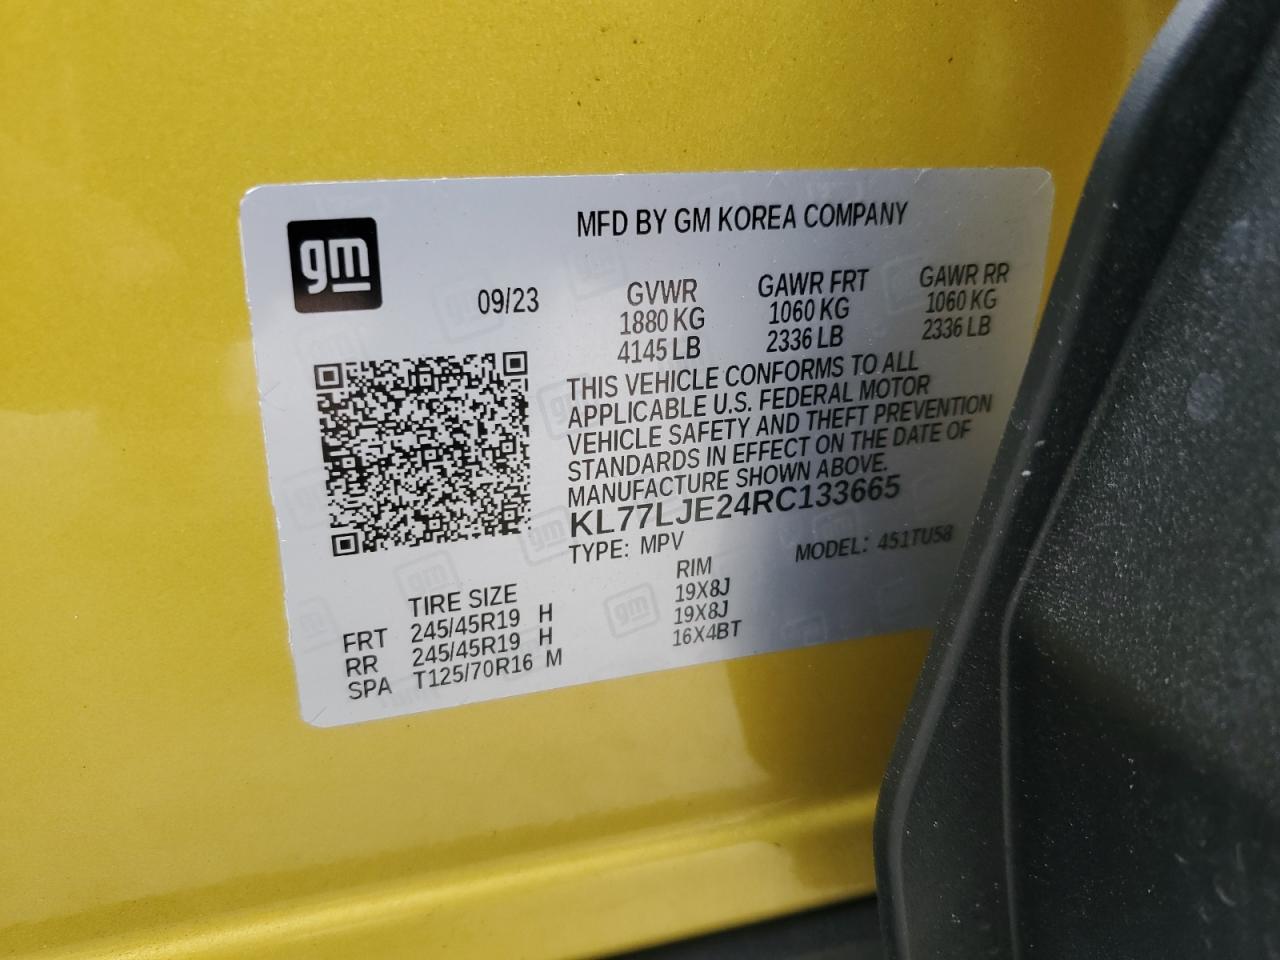 gm
MFD BY GM KOREA COMPANY
09/23
GVWR GAWR FRT GAWR RR
1880 KG 1060 KG 1060 KG
4145 LB 2336 LB 2336 LB
THIS VEHICLE CONFORMS TO ALL
APPLICABLE U.S. FEDERAL MOTOR
VEHICLE SAFETY AND THEFT PREVENTION
STANDARDS IN EFFECT ON THE DATE OF
MANUFACTURE SHOWN ABOVE.
KL77LJE24RC133665
TYPE: MPV MODEL: 451TU58
TIRE SIZE RIM
FRT 245/45R19 H 19X8J
RR 245/45R19 H 19X8J
SPA T125/70R16 M 16X4BT